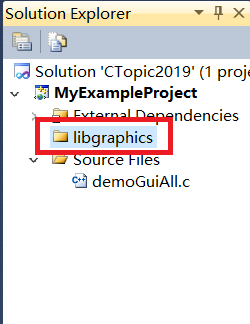 Solution Explorer
Solution 'CTopic2019' (1 proje
MyExampleProject
External Dependencies
libgraphics
Source Files
demoGuiAll.c